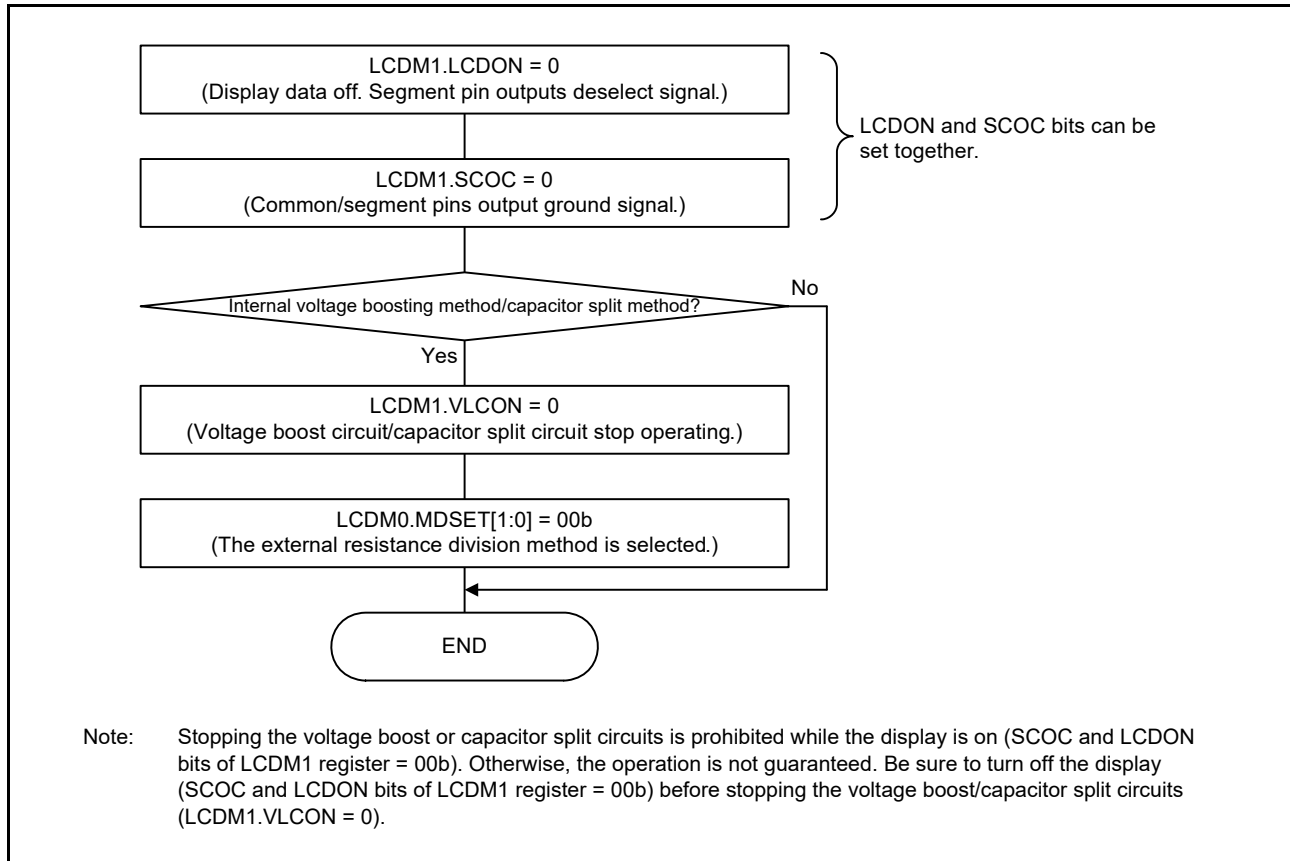 LCDM1.LCDON = 0
(Display data off. Segment pin outputs deselect signal.)
LCDON and SCOC bits can be
set together.
LCDM1.SCOC = 0
(Common/segment pins output ground signal.)
Internal voltage boosting method/capacitor split method?
No
Yes
LCDM1.VLCON = 0
(Voltage boost circuit/capacitor split circuit stop operating.)
LCDM0.MDSET[1:0] = 00b
(The external resistance division method is selected.)
END
Note: Stopping the voltage boost or capacitor split circuits is prohibited while the display is on (SCOC and LCDON
bits of LCDM1 register = 00b). Otherwise, the operation is not guaranteed. Be sure to turn off the display
(SCOC and LCDON bits of LCDM1 register = 00b) before stopping the voltage boost/capacitor split circuits
(LCDM1.VLCON = 0).